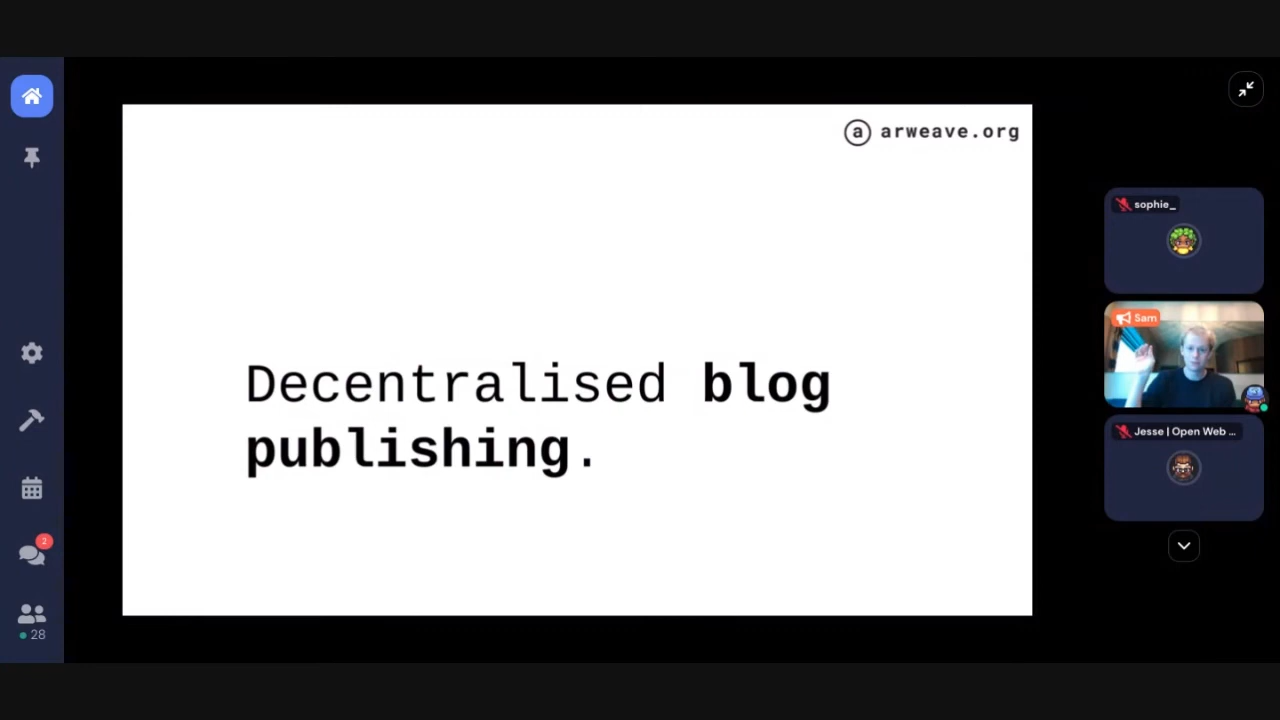 ⓐ arweave.org
Decentralised blog
publishing.
sophie_
Sam
Jesse | Open Web ...
2
28